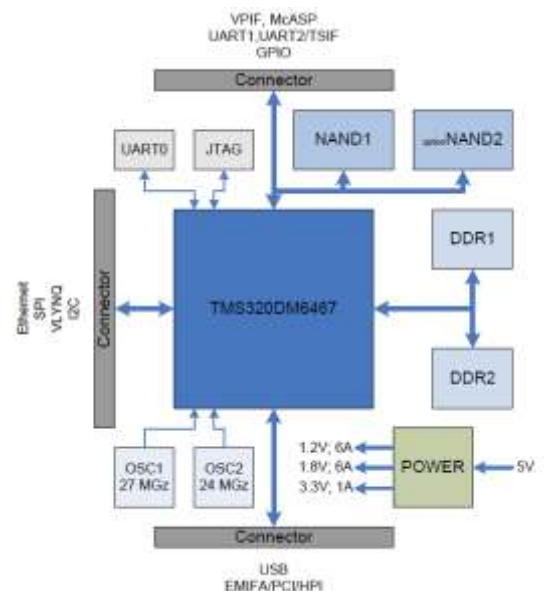 VPIF, McASP
UART1,UART2/TSIF
GPIO
Connector
UART0
JTAG
NAND1
optionNAND2
Ethernet
SPI
VLYNQ
I2C
Connector
TMS320DM6467
DDR1
DDR2
OSC1
27 MGz
OSC2
24 MGz
1.2V; 6A
1.8V; 6A
3.3V; 1A
POWER
5V
Connector
USB
EMIFA/PCI/HPI